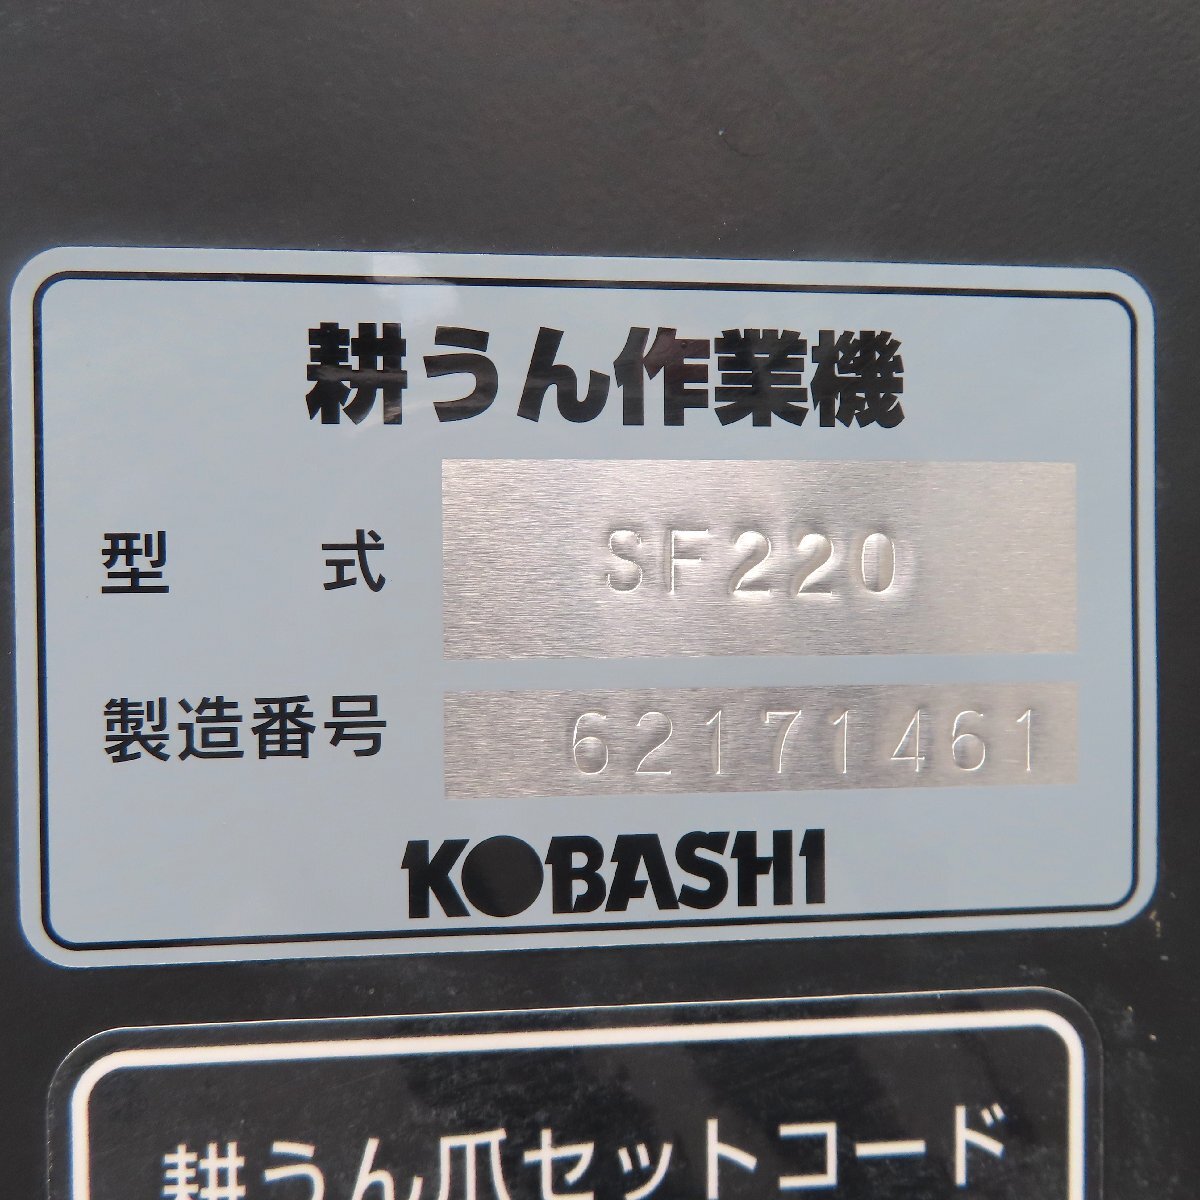 耕うん作業機
型式 SF220
製造番号 62171461
KOBASHI
耕うん爪セットコード